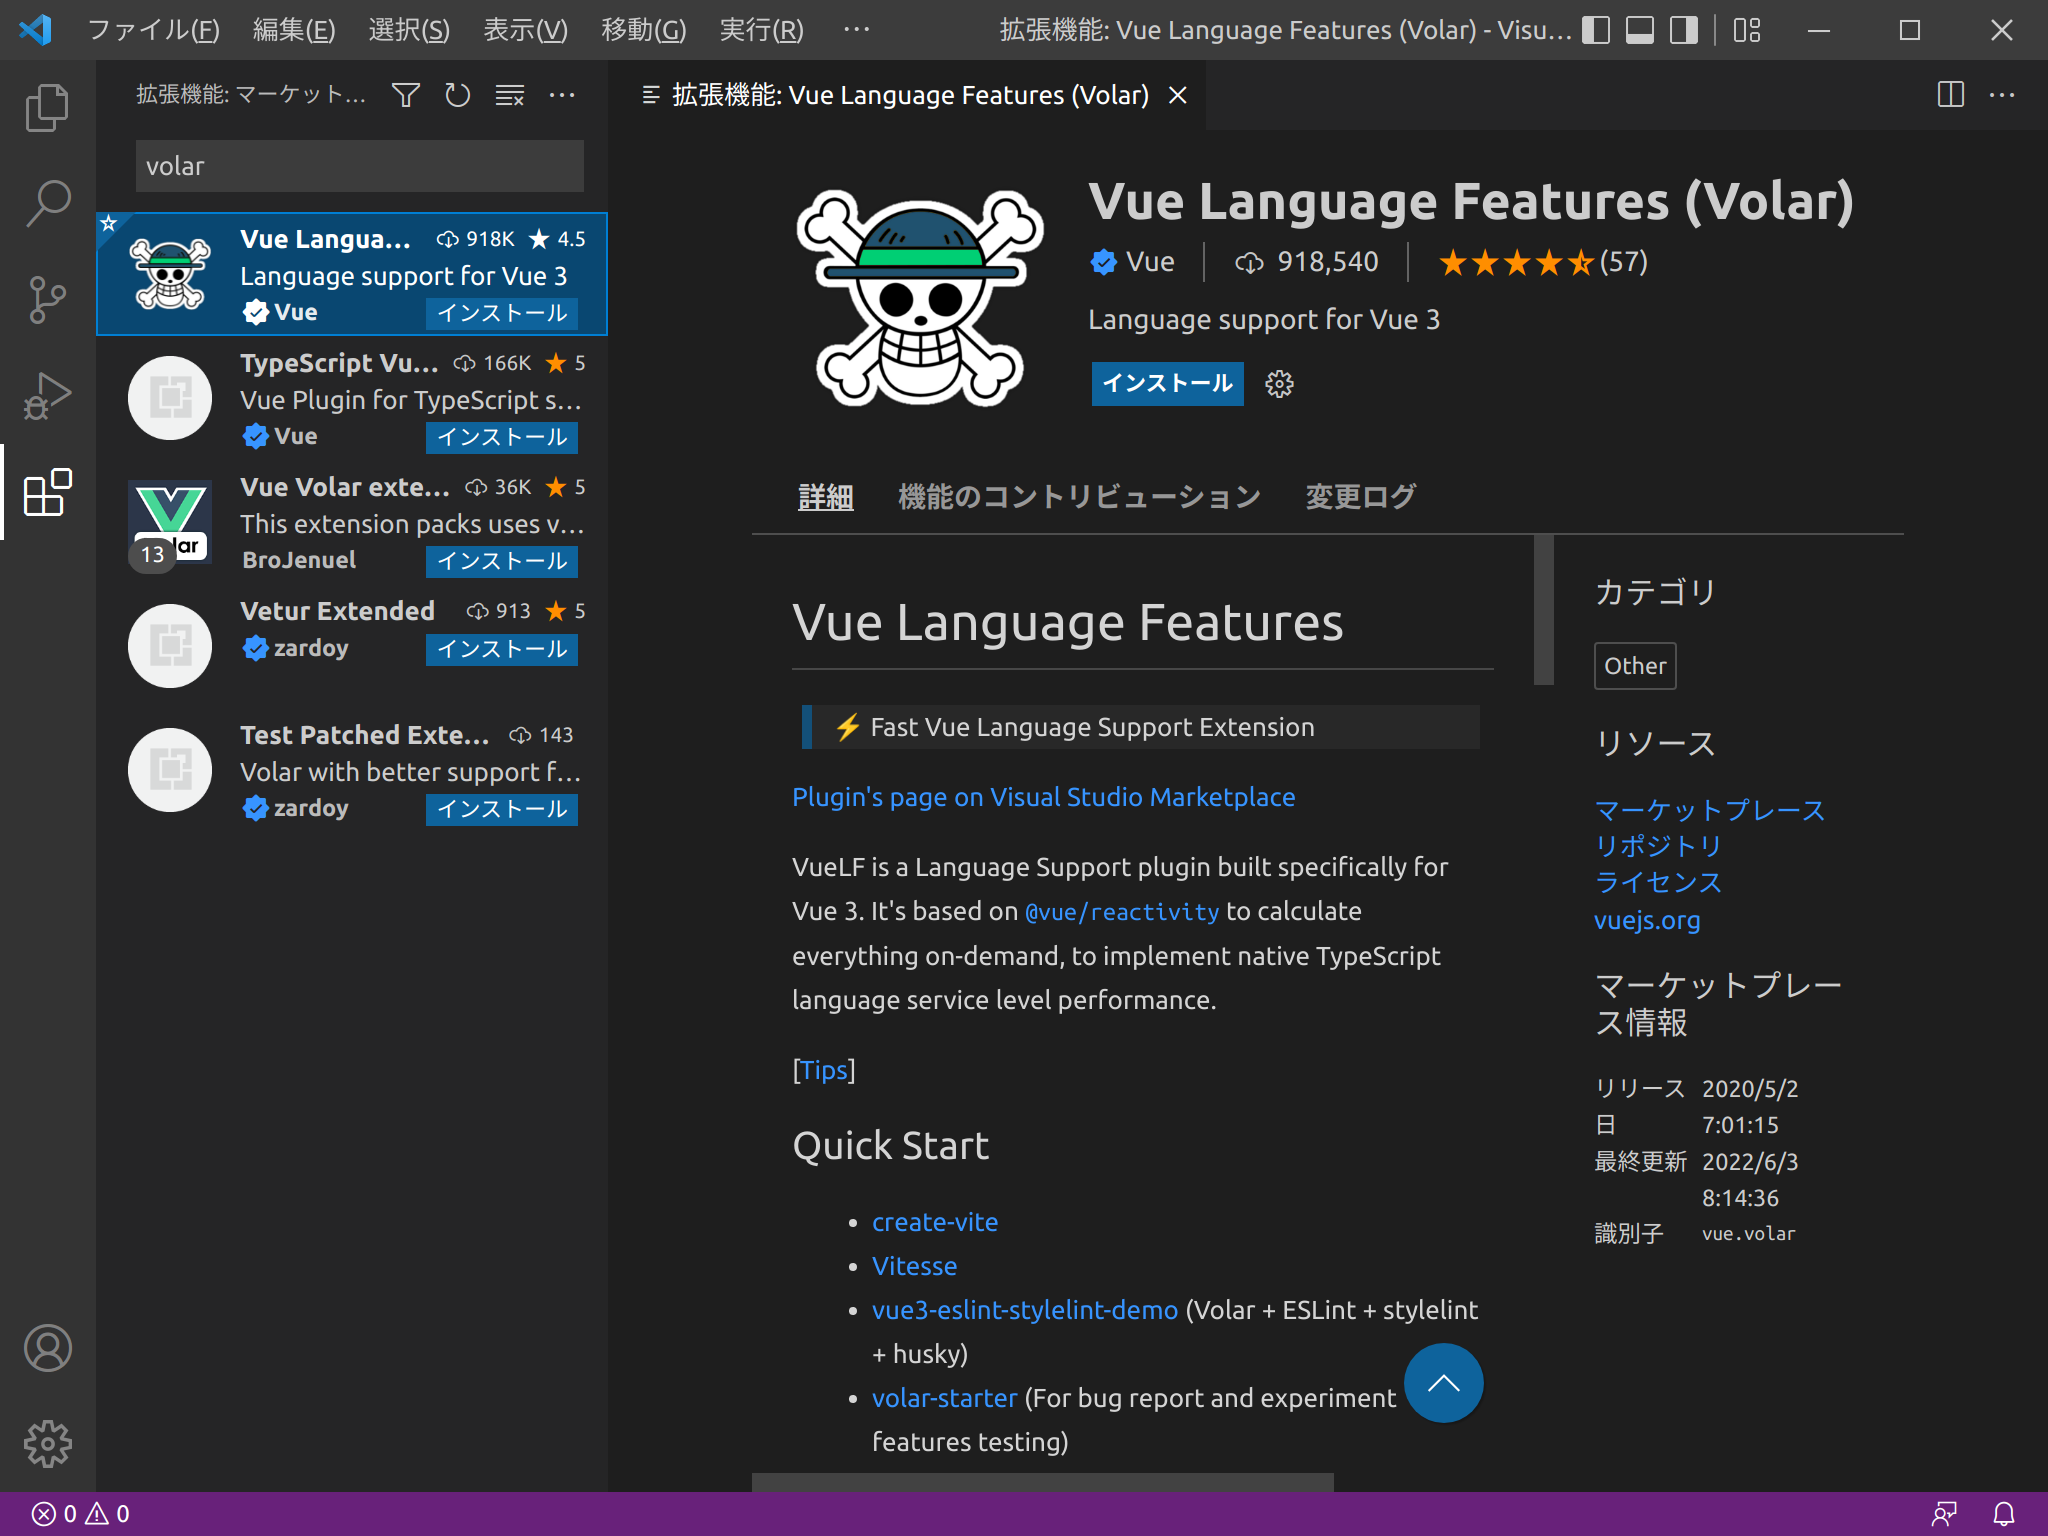 ファイル(F) 編集(E) 選択(S) 表示(V) 移動(G) 実行(R) ··· 拡張機能: Vue Language Features (Volar) - Visu...
拡張機能: マーケット...
volar
Vue Langua... 918K ★ 4.5
Language support for Vue 3
Vue インストール
TypeScript Vu... 166K ★ 5
Vue Plugin for TypeScript s...
Vue インストール
Vue Volar exte... 36K ★ 5
This extension packs uses v...
BroJenuel インストール
lar
13
Vetur Extended 913 ★ 5
zardoy インストール
Test Patched Exte... 143
Volar with better support f...
zardoy インストール
拡張機能: Vue Language Features (Volar)
Vue Language Features (Volar)
Vue 918,540 (57)
Language support for Vue 3
インストール
詳細 機能のコントリビューション 変更ログ
Vue Language Features
⚡ Fast Vue Language Support Extension
Plugin's page on Visual Studio Marketplace
VueLF is a Language Support plugin built specifically for
Vue 3. It's based on @vue/reactivity to calculate
everything on-demand, to implement native TypeScript
language service level performance.
[Tips]
Quick Start
• create-vite
• Vitesse
• vue3-eslint-stylelint-demo (Volar + ESLint + stylelint
+ husky)
• volar-starter (For bug report and experiment
features testing)
カテゴリ
Other
リソース
マーケットプレース
リポジトリ
ライセンス
vuejs.org
マーケットプレー
ス情報
リリース 2020/5/2
日 7:01:15
最終更新 2022/6/3
8:14:36
識別子 vue.volar
0 0